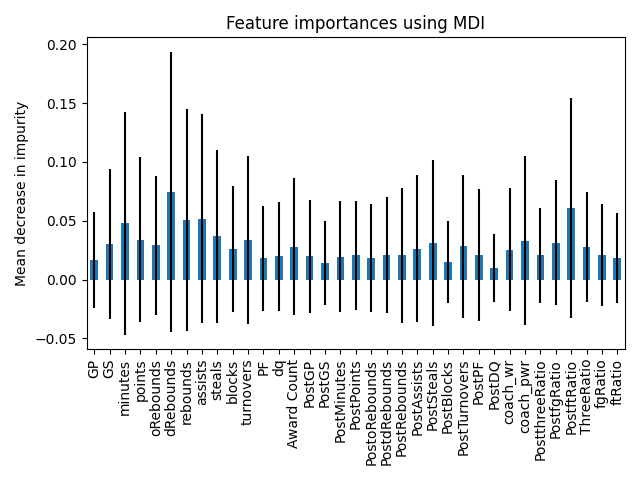 Feature importances using MDI
Mean decrease in impurity
0.20
0.15
0.10
0.05
0.00
−0.05
GP
GS
minutes
points
oRebounds
dRebounds
rebounds
assists
steals
blocks
turnovers
PF
dq
Award Count
PostGP
PostGS
PostMinutes
PostPoints
PostoRebounds
PostdRebounds
PostRebounds
PostAssists
PostSteals
PostBlocks
PostTurnovers
PostPF
PostDQ
coach_wr
coach_pwr
PostthreeRatio
PostfgRatio
PostftRatio
ThreeRatio
fgRatio
ftRatio